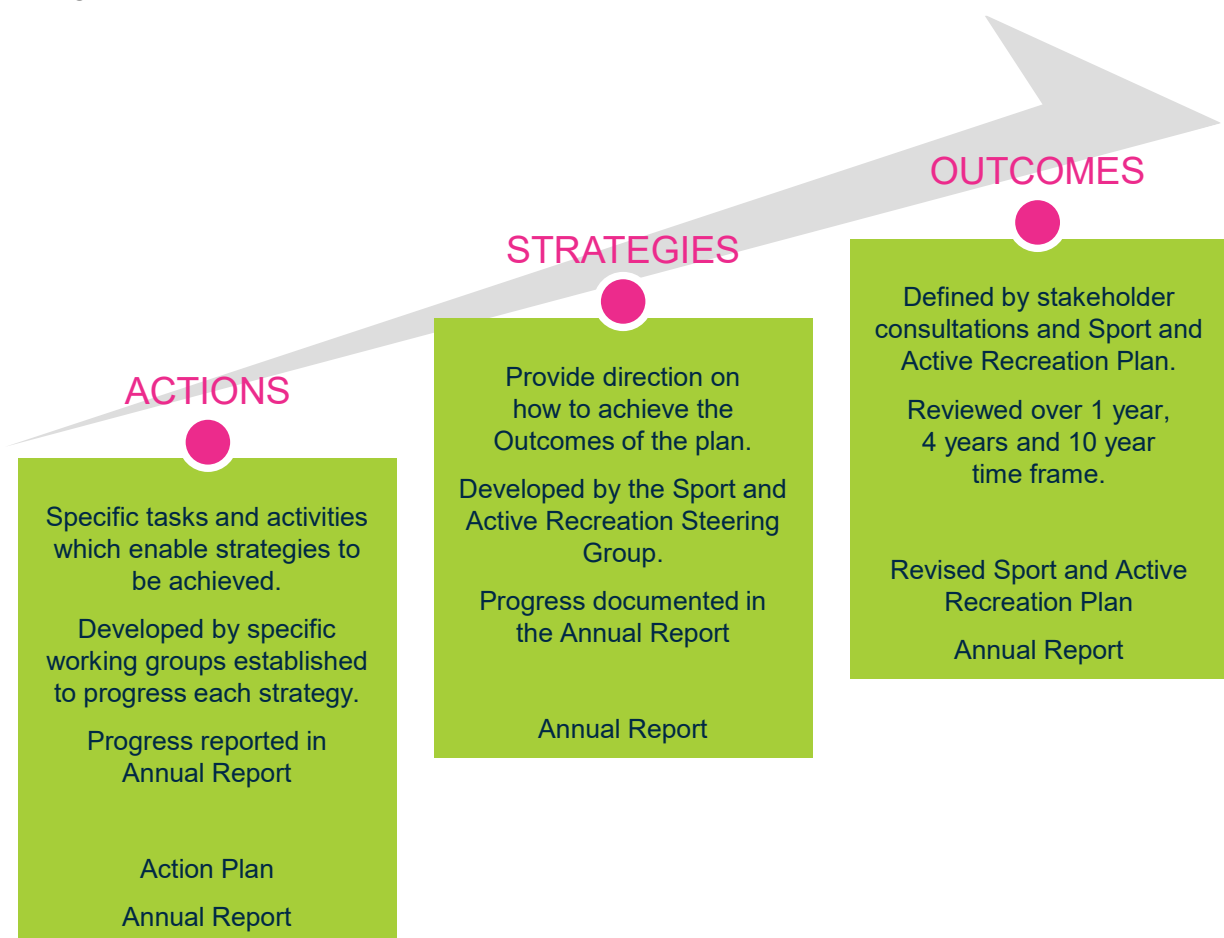 ACTIONS
Specific tasks and activities
which enable strategies to
be achieved.
Developed by specific
working groups established
to progress each strategy.
Progress reported in
Annual Report
Action Plan
Annual Report
STRATEGIES
Provide direction on
how to achieve the
Outcomes of the plan.
Developed by the Sport and
Active Recreation Steering
Group.
Progress documented in
the Annual Report
Annual Report
OUTCOMES
Defined by stakeholder
consultations and Sport and
Active Recreation Plan.
Reviewed over 1 year,
4 years and 10 year
time frame.
Revised Sport and Active
Recreation Plan
Annual Report